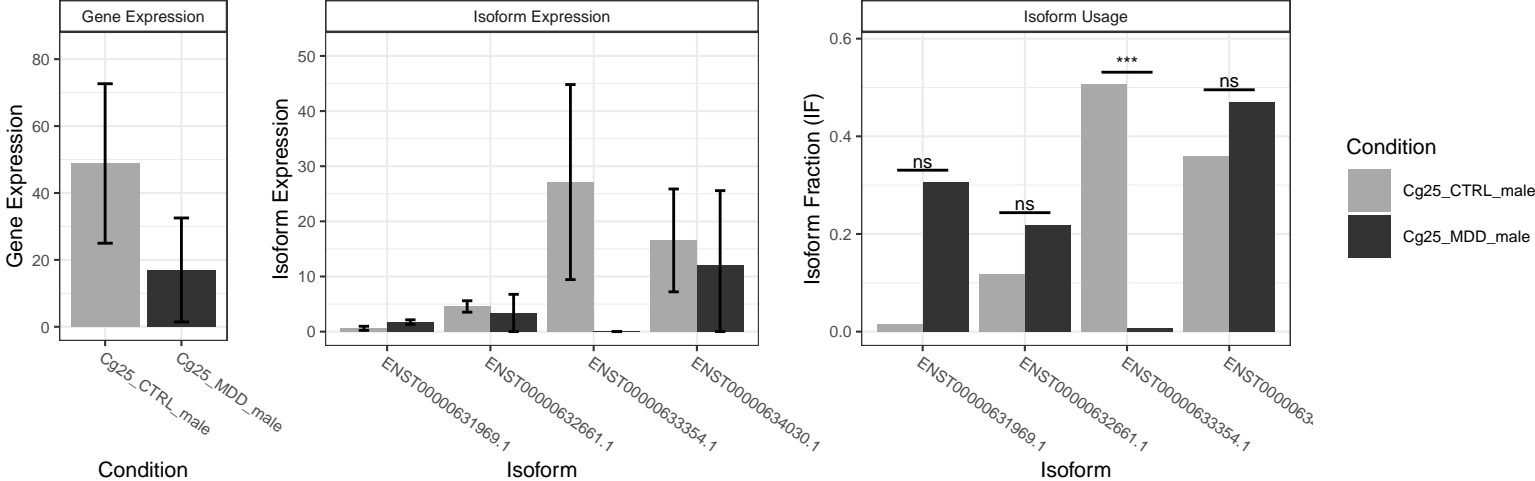 Gene Expression
Isoform Expression
Isoform Usage
Gene Expression
80
60
40
20
0
Cg25_CTRL_male
Cg25_MDD_male
Condition
Isoform Expression
50
40
30
20
10
0
ENST00000631969.1
ENST00000632661.1
ENST00000633354.1
ENST00000634030.1
Isoform
Isoform Fraction (IF)
0.6
0.4
0.2
0.0
ns
ns
***
ns
ENST00000631969.1
ENST00000632661.1
ENST00000633354.1
ENST0000063
Isoform
Condition
Cg25_CTRL_male
Cg25_MDD_male